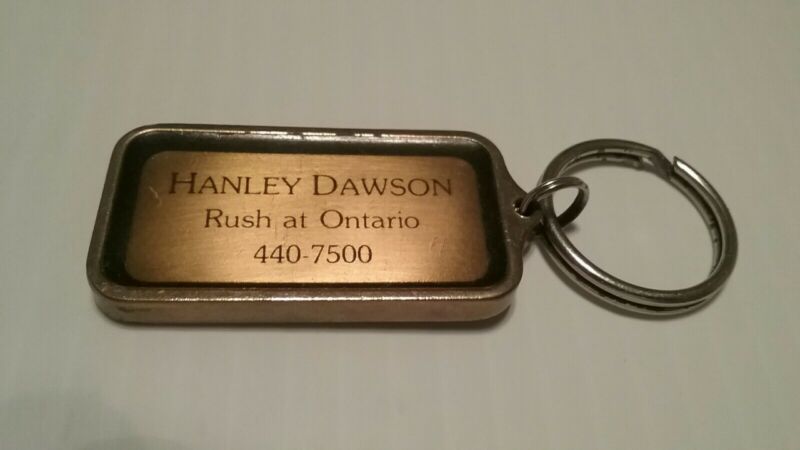 HANLEY DAWSON
Rush at Ontario
440-7500